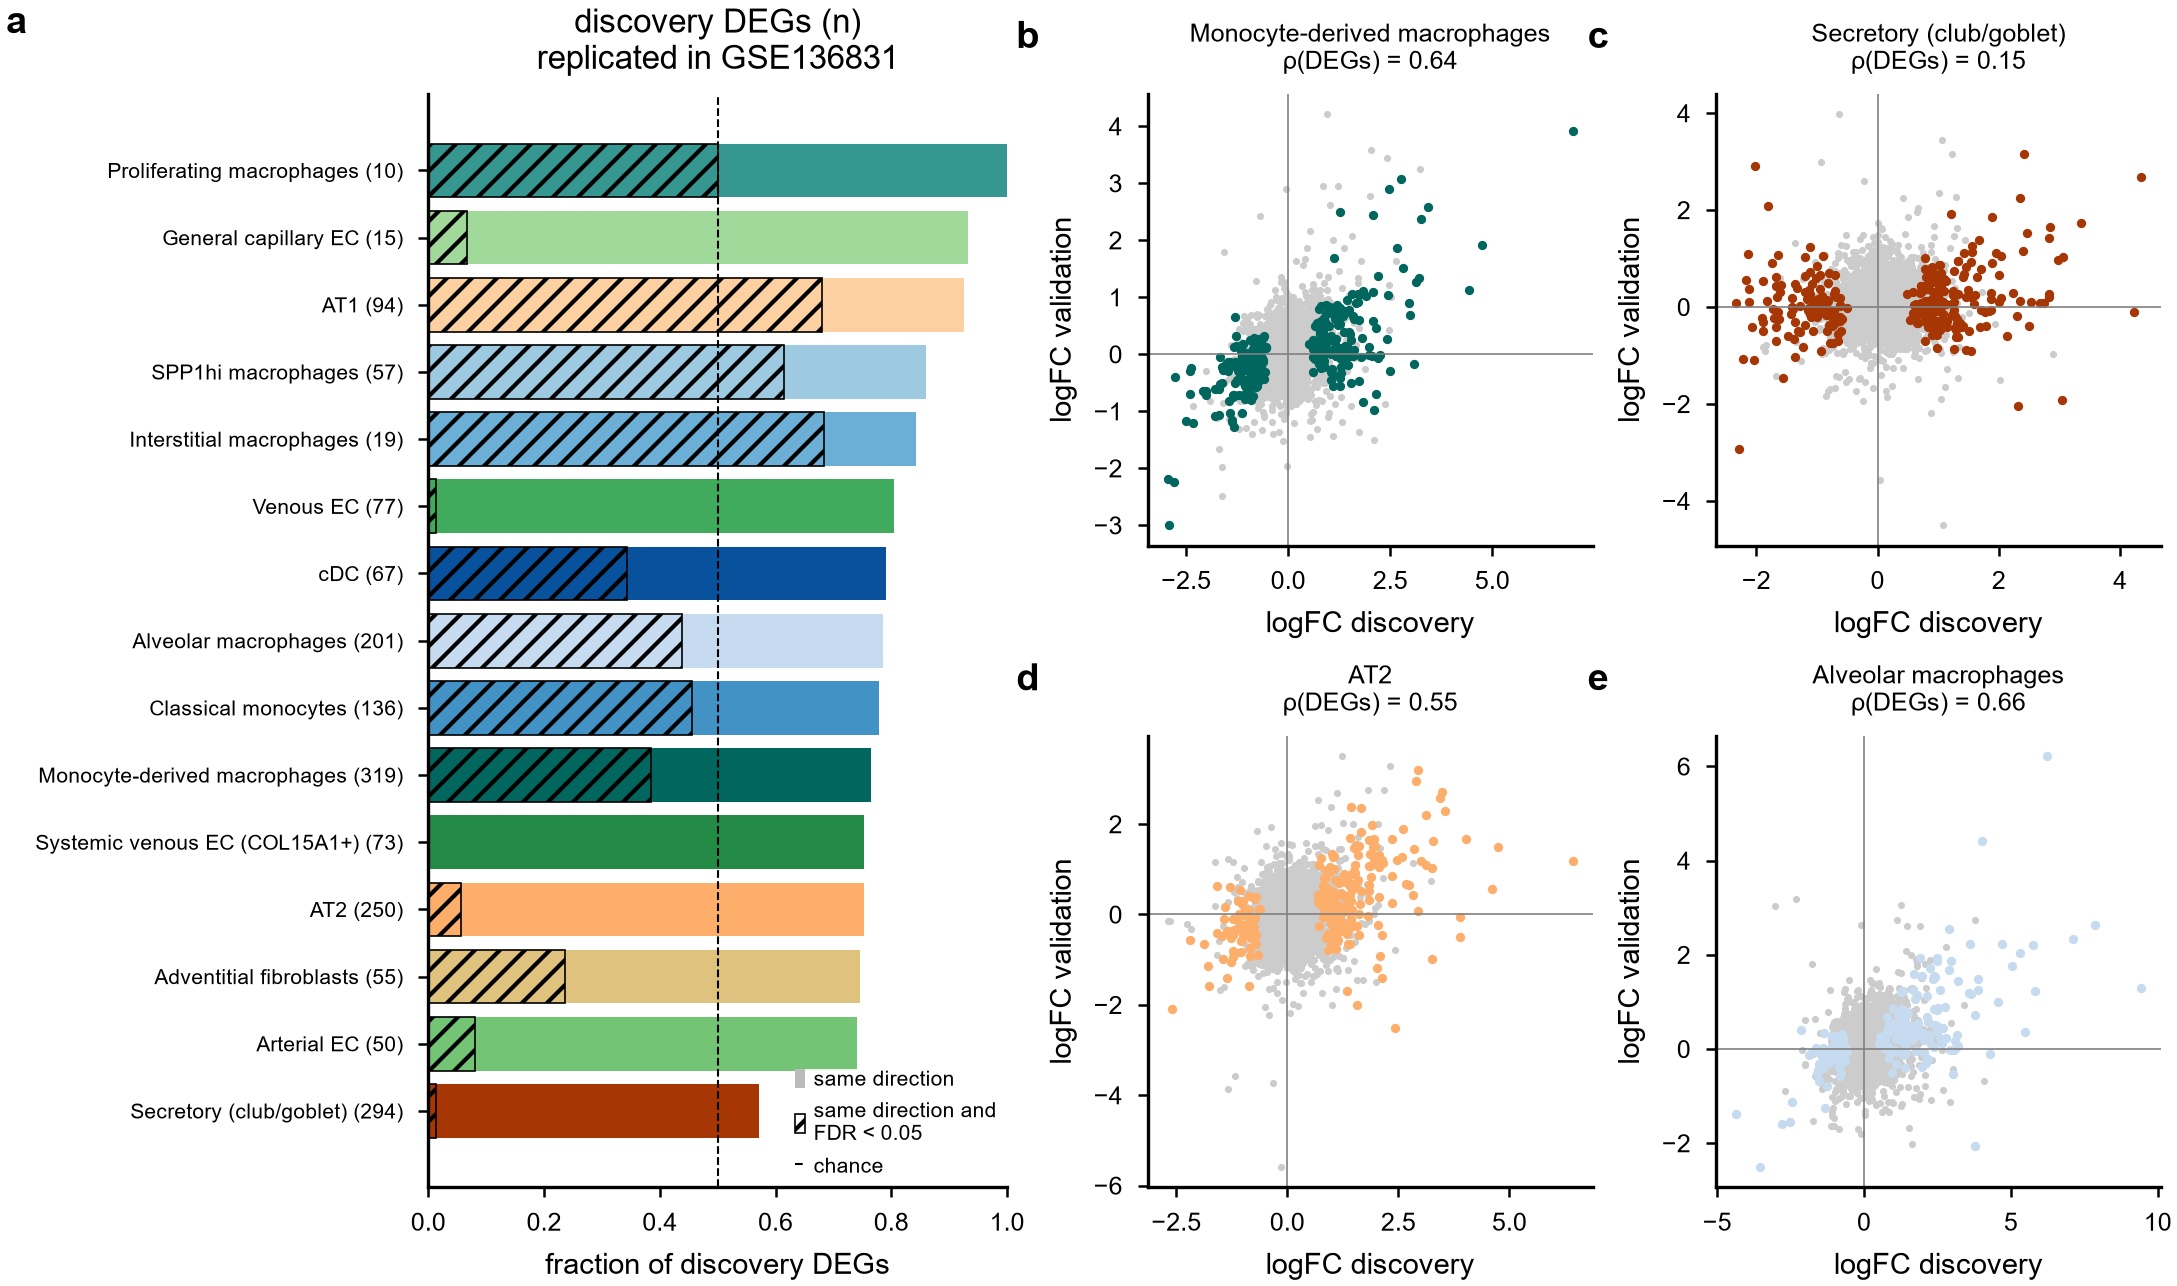 a
discovery DEGs (n)
replicated in GSE136831
Proliferating macrophages (10)
General capillary EC (15)
AT1 (94)
SPP1hi macrophages (57)
Interstitial macrophages (19)
Venous EC (77)
cDC (67)
Alveolar macrophages (201)
Classical monocytes (136)
Monocyte-derived macrophages (319)
Systemic venous EC (COL15A1+) (73)
AT2 (250)
Adventitial fibroblasts (55)
Arterial EC (50)
Secretory (club/goblet) (294)
same direction
same direction and
FDR < 0.05
chance
0.0 0.2 0.4 0.6 0.8 1.0
fraction of discovery DEGs
b
Monocyte-derived macrophages
ρ(DEGs) = 0.64
logFC validation
4
3
2
1
0
−1
−2
−3
−2.5 0.0 2.5 5.0
logFC discovery
c
Secretory (club/goblet)
ρ(DEGs) = 0.15
logFC validation
4
2
0
−2
−4
−2 0 2 4
logFC discovery
d
AT2
ρ(DEGs) = 0.55
logFC validation
2
0
−2
−4
−6
−2.5 0.0 2.5 5.0
logFC discovery
e
Alveolar macrophages
ρ(DEGs) = 0.66
logFC validation
6
4
2
0
−2
−5 0 5 10
logFC discovery